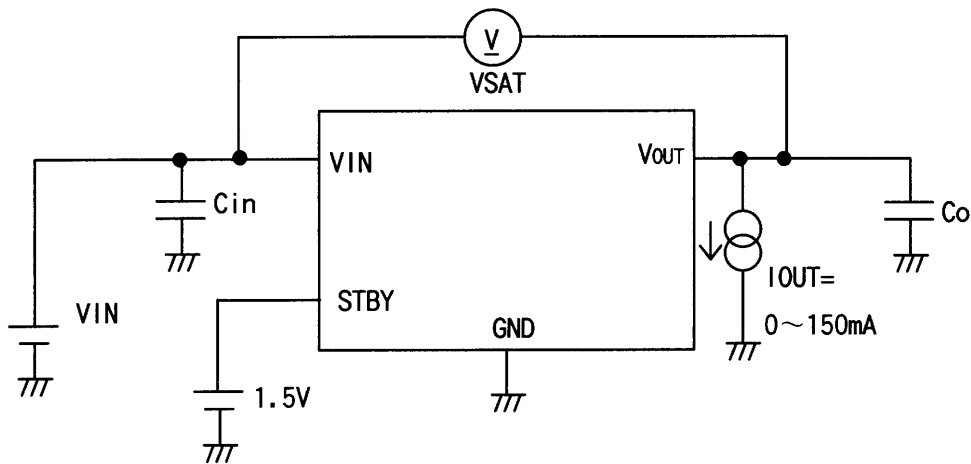 V
VSAT
VIN
VOUT
Cin
Co
IOUT=
0～150mA
VIN
STBY
GND
1.5V